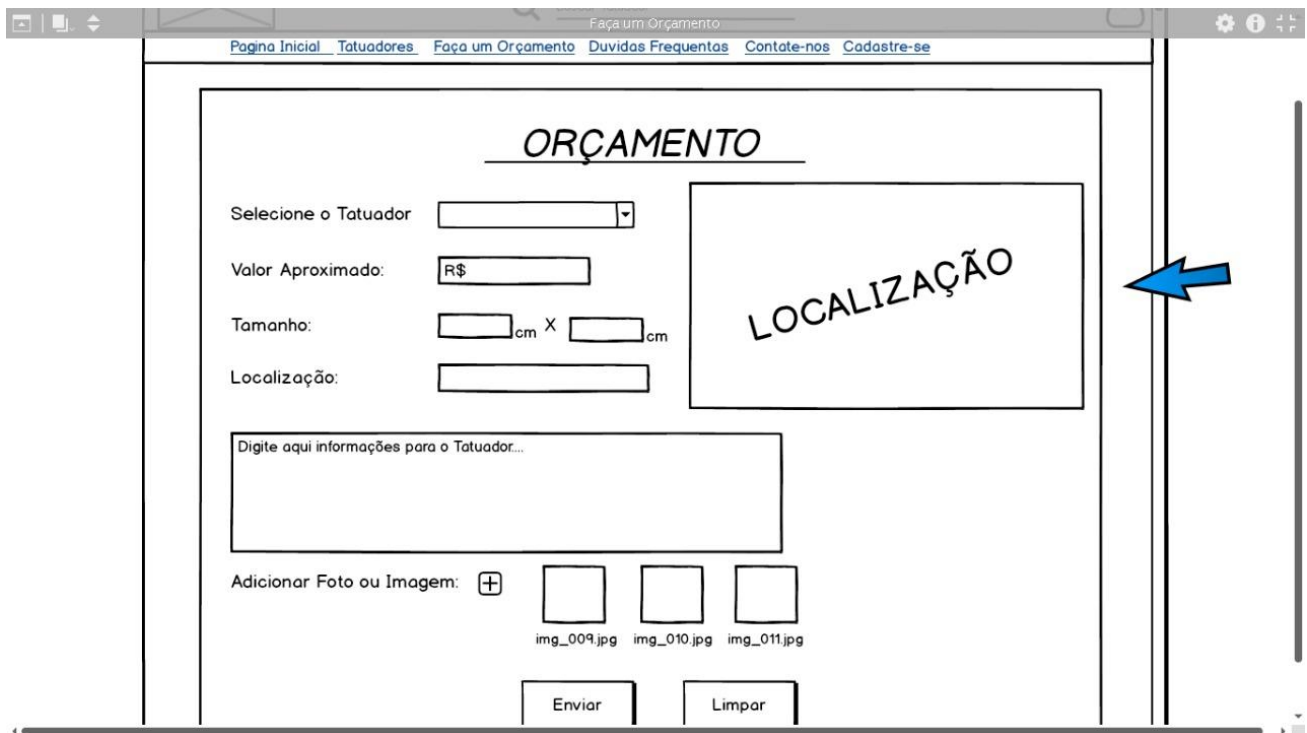 Faça um Orçamento
Pagina Inicial Tatuadores Faça um Orçamento Duvidas Frequentas Contate-nos Cadastre-se
ORÇAMENTO
Selecione o Tatuador
Valor Aproximado: R$
Tamanho: cm X cm
Localização:
LOCALIZAÇÃO
Digite aqui informações para o Tatuador....
Adicionar Foto ou Imagem:
img_009.jpg img_010.jpg img_011.jpg
Enviar Limpar